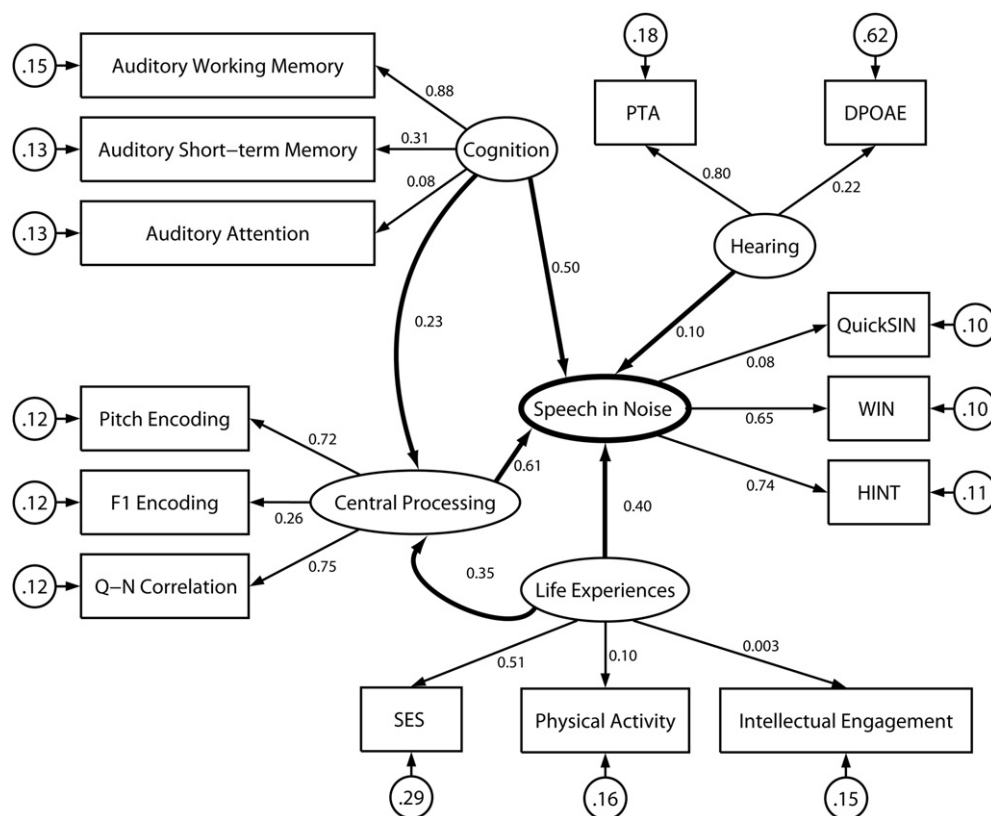 .18
.62
.15
Auditory Working Memory
PTA
DPOAE
0.88
.13
Auditory Short−term Memory
0.31
Cognition
0.80
0.22
0.08
.13
Auditory Attention
Hearing
0.50
0.23
0.10
QuickSIN
.10
0.08
.12
Pitch Encoding
Speech in Noise
0.65
WIN
.10
0.72
0.61
0.74
HINT
.11
.12
F1 Encoding
0.26
Central Processing
0.40
0.75
.12
Q−N Correlation
0.35
Life Experiences
0.51
0.10
0.003
SES
Physical Activity
Intellectual Engagement
.29
.16
.15